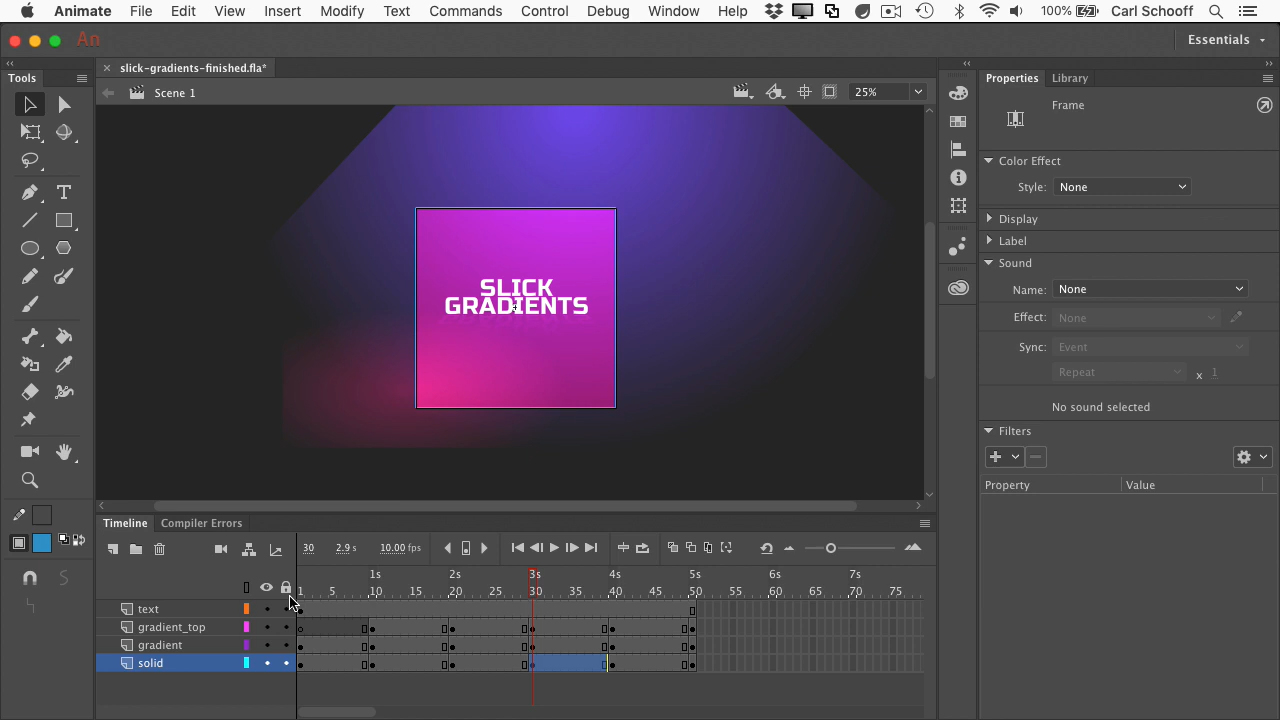 Animate File Edit View Insert Modify Text Commands Control Debug Window Help 100% Carl Schooff
An Essentials
Tools
× slick-gradients-finished.fla*
Properties Library
Scene 1 25%
Frame
Color Effect
Style: None
Display
Label
Sound
Name: None
Effect: None
Sync: Event
Repeat x 1
No sound selected
Filters
Property Value
SLICK
GRADIENTS
Timeline Compiler Errors
30 2.9 s 10.00 fps
1s 2s 3s 4s 5s 6s 7s
1 5 10 15 20 25 30 35 40 45 50 55 60 65 70 75
text
gradient_top
gradient
solid